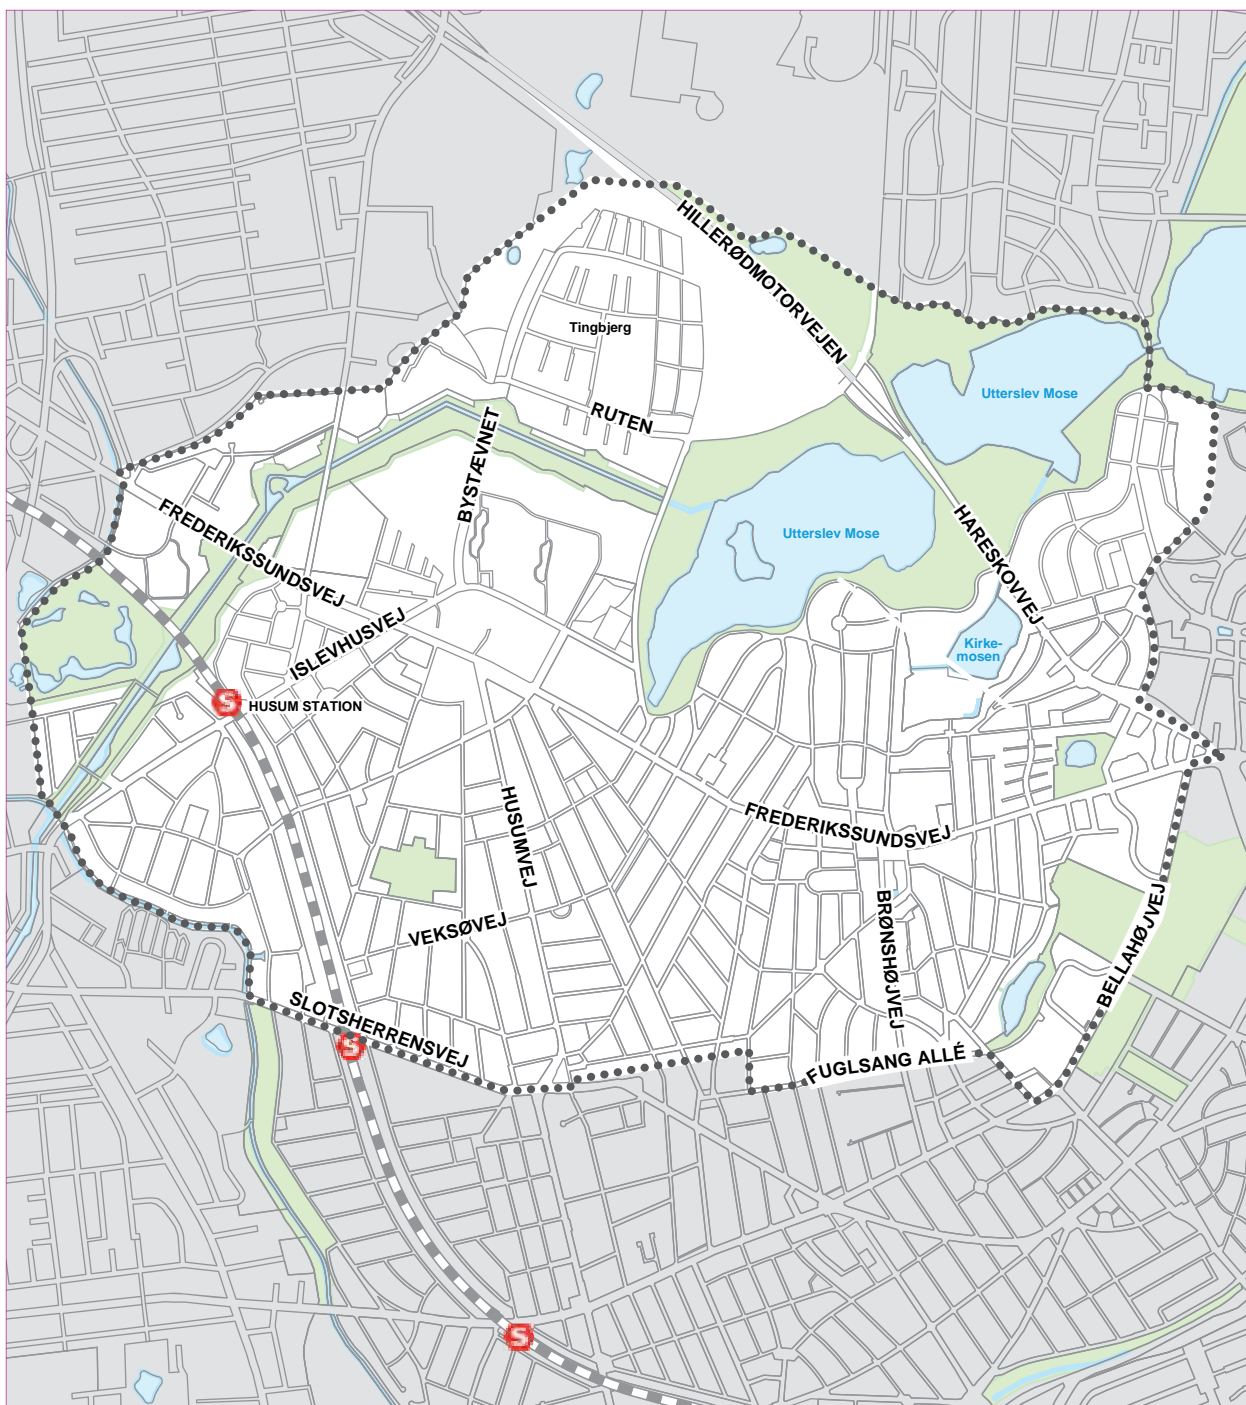 HILLERØDMOTORVEJEN
Tingbjerg
Utterslev Mose
RUTEN
BYSTÆVNET
FREDERIKSSUNDSVEJ
Utterslev Mose
HARESKOVVEJ
ISLEVHUSVEJ
Kirke-
mosen
S
HUSUM STATION
HUSUMVEJ
FREDERIKSSUNDSVEJ
VEKSØVEJ
BRØNSHØJVEJ
BELLAHØJVEJ
SLOTSHERRENSVEJ
S
FUGLSANG ALLÉ
S